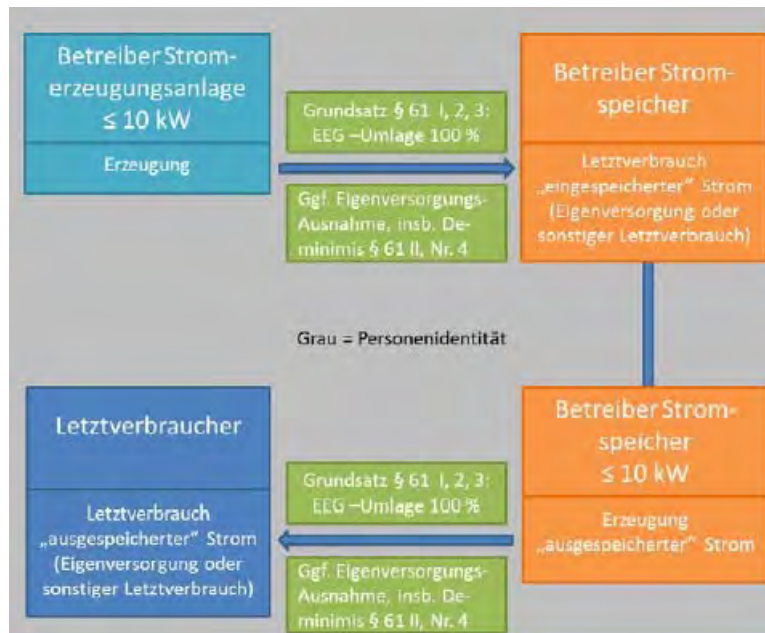 Betreiber Strom-
erzeugungsanlage
≤ 10 kW
Erzeugung
Grundsatz § 61 I, 2, 3:
EEG –Umlage 100 %
Ggf. Eigenversorgungs-
Ausnahme, insb. De-
minimis § 61 II, Nr. 4
Betreiber Strom-
speicher
Letztverbrauch
„eingespeicherter“ Strom
(Eigenversorgung oder
sonstiger Letztverbrauch)
Grau = Personenidentität
Betreiber Strom-
speicher
≤ 10 kW
Erzeugung
„ausgespeicherter“ Strom
Grundsatz § 61 I, 2, 3:
EEG –Umlage 100 %
Ggf. Eigenversorgungs-
Ausnahme, insb. De-
minimis § 61 II, Nr. 4
Letztverbraucher
Letztverbrauch
„ausgespeicherter“ Strom
(Eigenversorgung oder
sonstiger Letztverbrauch)